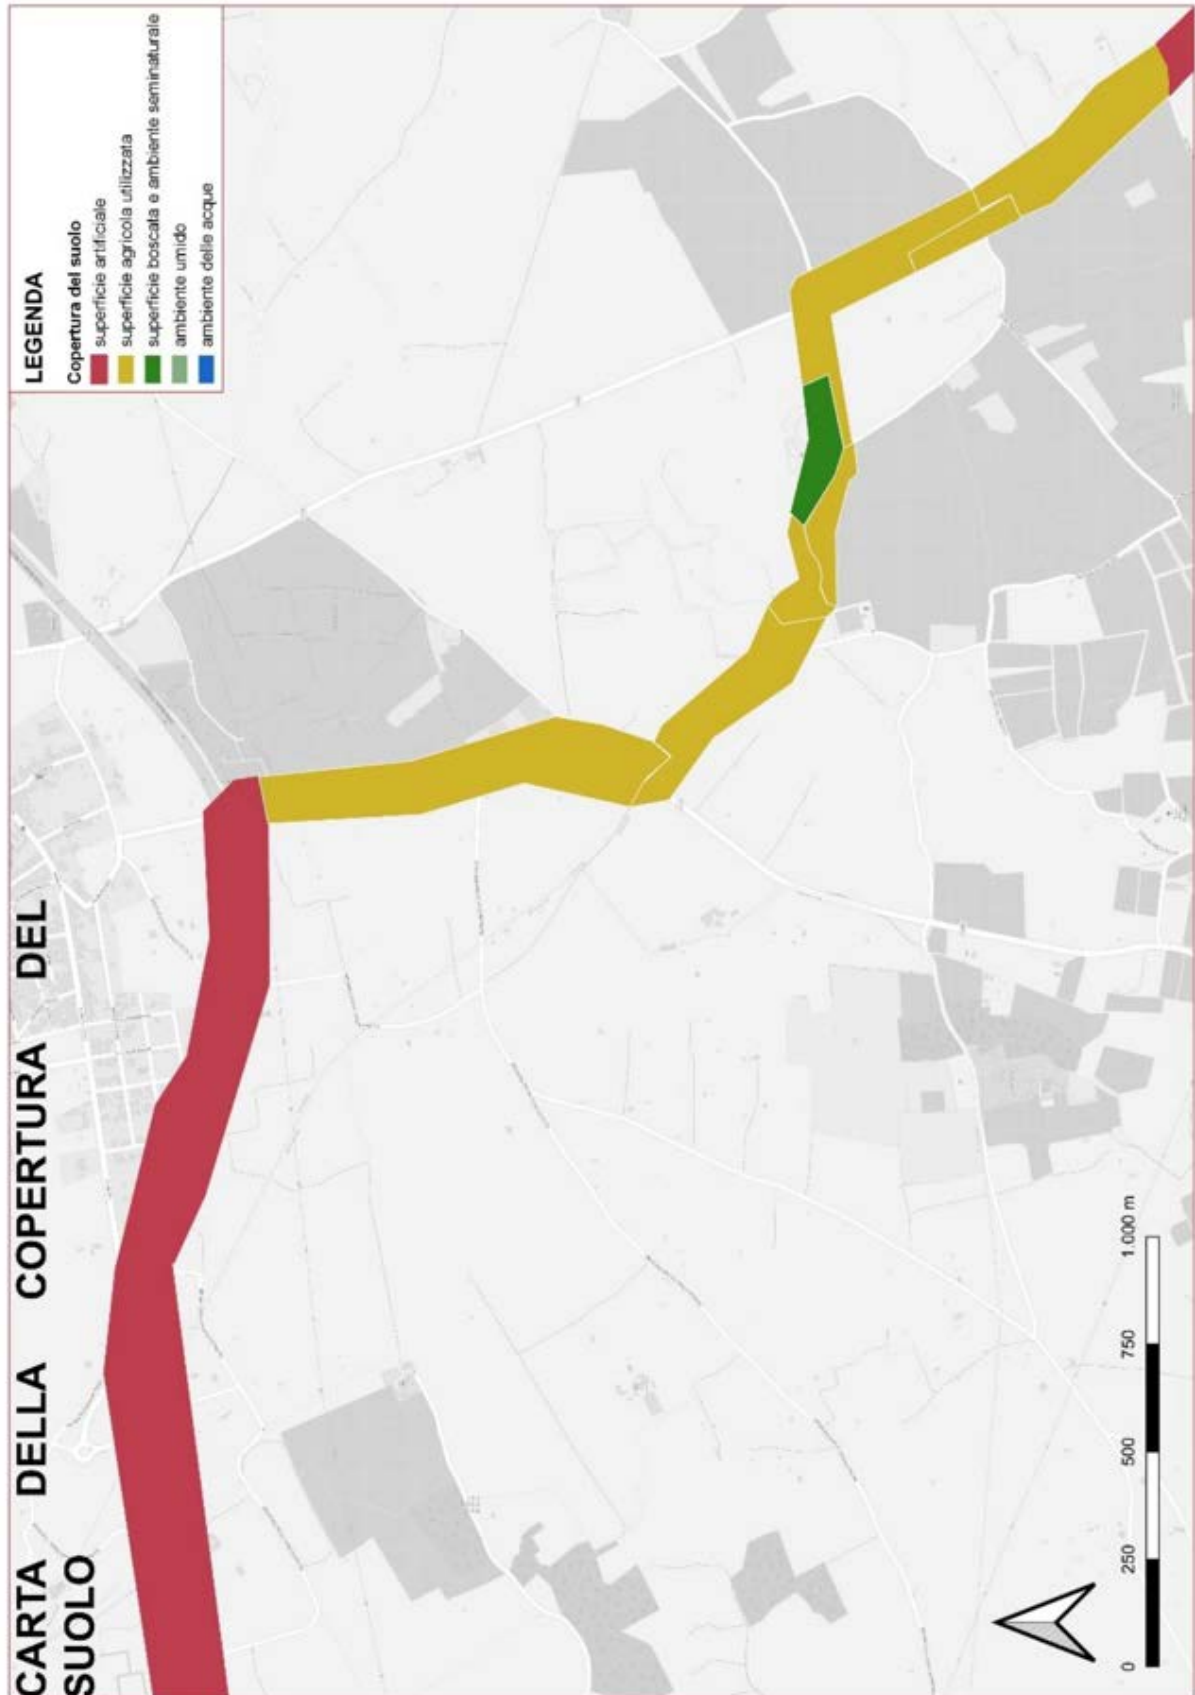 CARTA DELLA COPERTURA DEL
SUOLO
LEGENDA
Copertura del suolo
superficie artificiale
superficie agricola utilizzata
superficie boscata e ambiente seminaturale
ambiente umido
ambiente delle acque
0 250 500 750 1.000 m